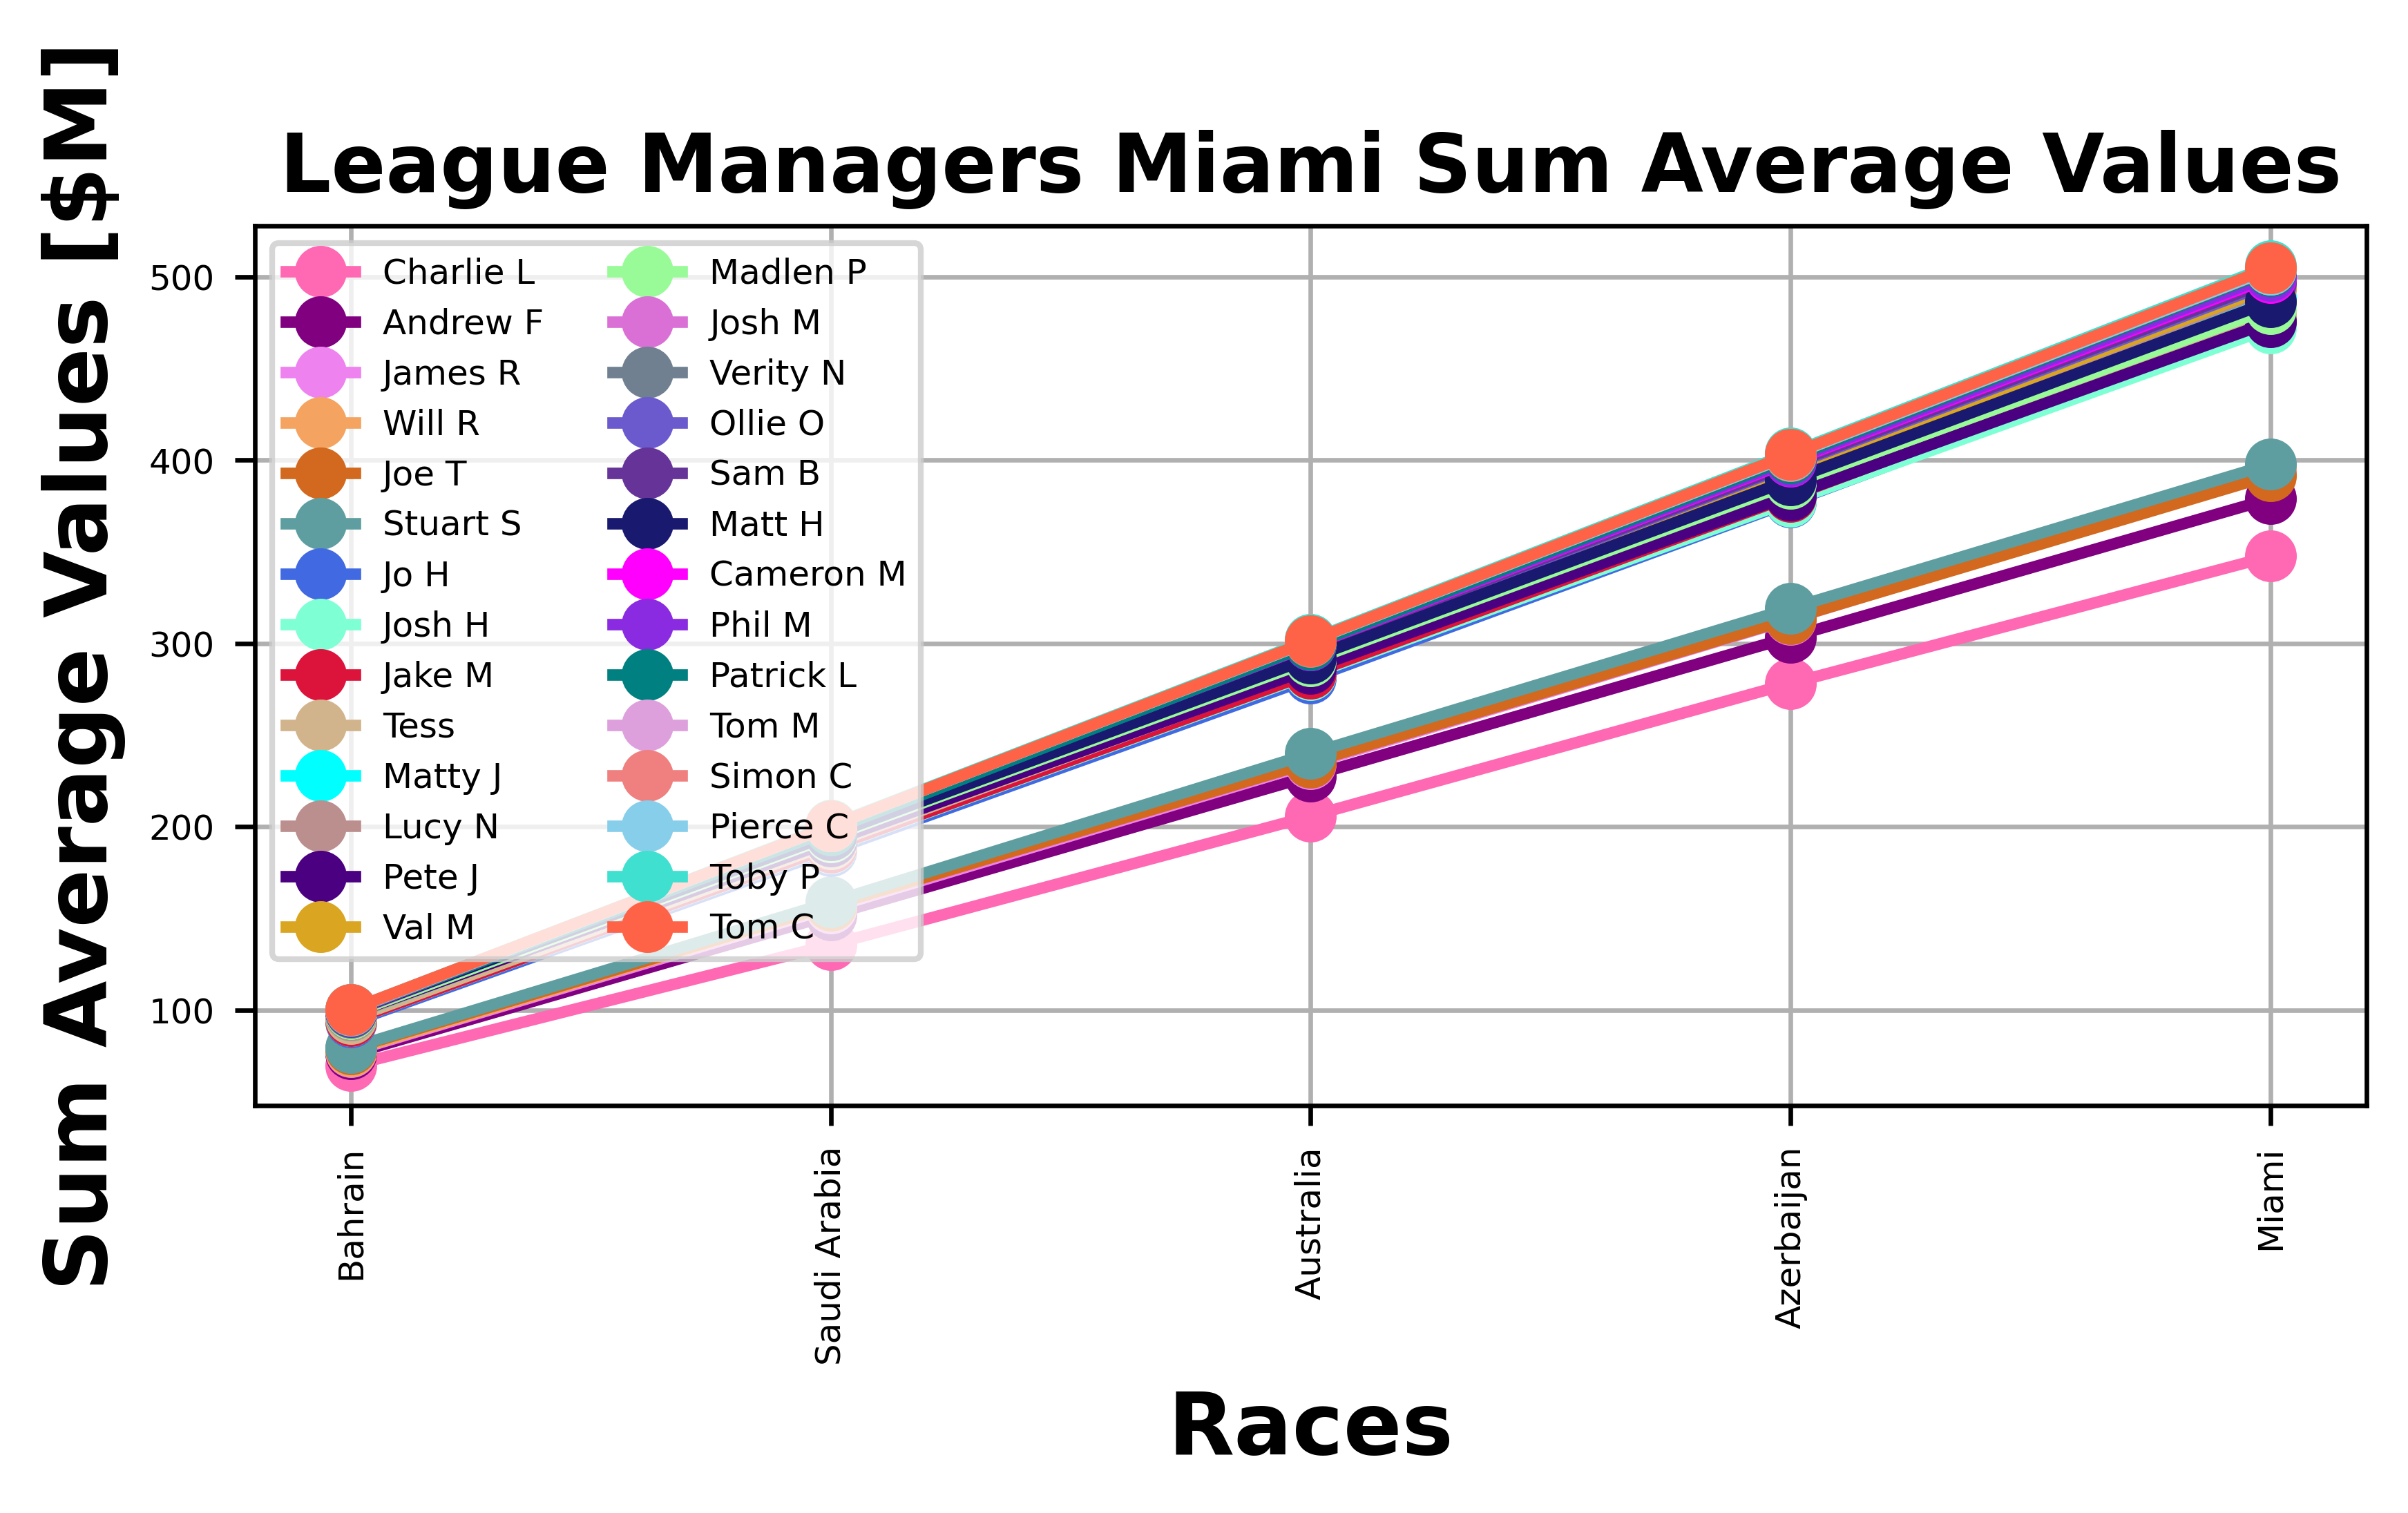 League Managers Miami Sum Average Values
Sum Average Values [$M]
500
400
300
200
100
Charlie L
Andrew F
James R
Will R
Joe T
Stuart S
Jo H
Josh H
Jake M
Tess
Matty J
Lucy N
Pete J
Val M
Madlen P
Josh M
Verity N
Ollie O
Sam B
Matt H
Cameron M
Phil M
Patrick L
Tom M
Simon C
Pierce C
Toby P
Tom C
Bahrain
Saudi Arabia
Australia
Azerbaijan
Miami
Races